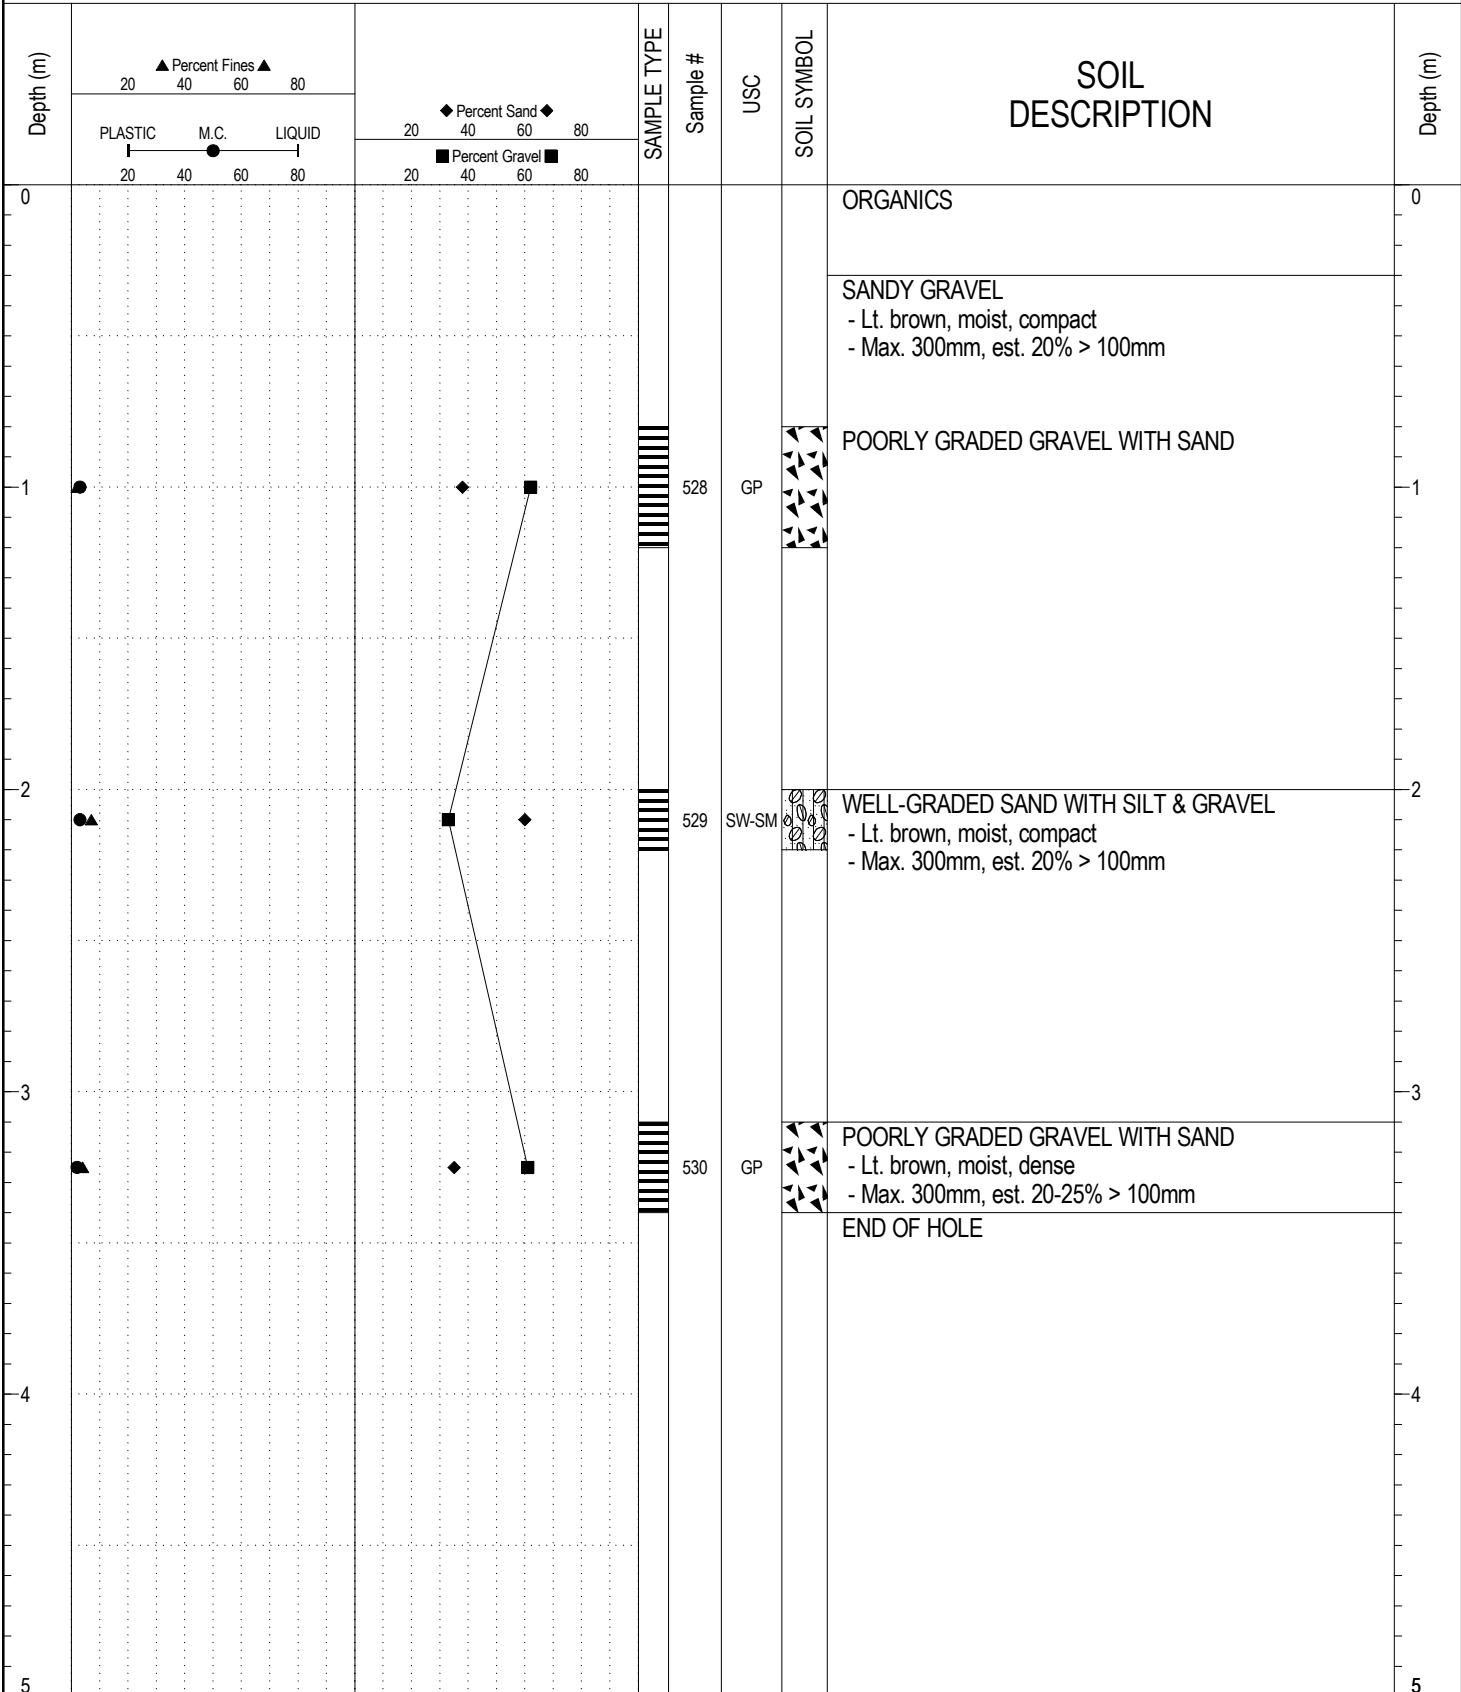 Depth (m)
▲ Percent Fines ▲
20 40 60 80
PLASTIC M.C. LIQUID
20 40 60 80
◆ Percent Sand ◆
20 40 60 80
■ Percent Gravel ■
20 40 60 80
SAMPLE TYPE
Sample #
USC
SOIL SYMBOL
SOIL
DESCRIPTION
Depth (m)
0 ORGANICS 0
SANDY GRAVEL
- Lt. brown, moist, compact
- Max. 300mm, est. 20% > 100mm
POORLY GRADED GRAVEL WITH SAND
1 528 GP 1
2 WELL-GRADED SAND WITH SILT & GRAVEL 2
529 SW-SM
- Lt. brown, moist, compact
- Max. 300mm, est. 20% > 100mm
3 3
POORLY GRADED GRAVEL WITH SAND
530 GP - Lt. brown, moist, dense
- Max. 300mm, est. 20-25% > 100mm
END OF HOLE
4 4
5 5